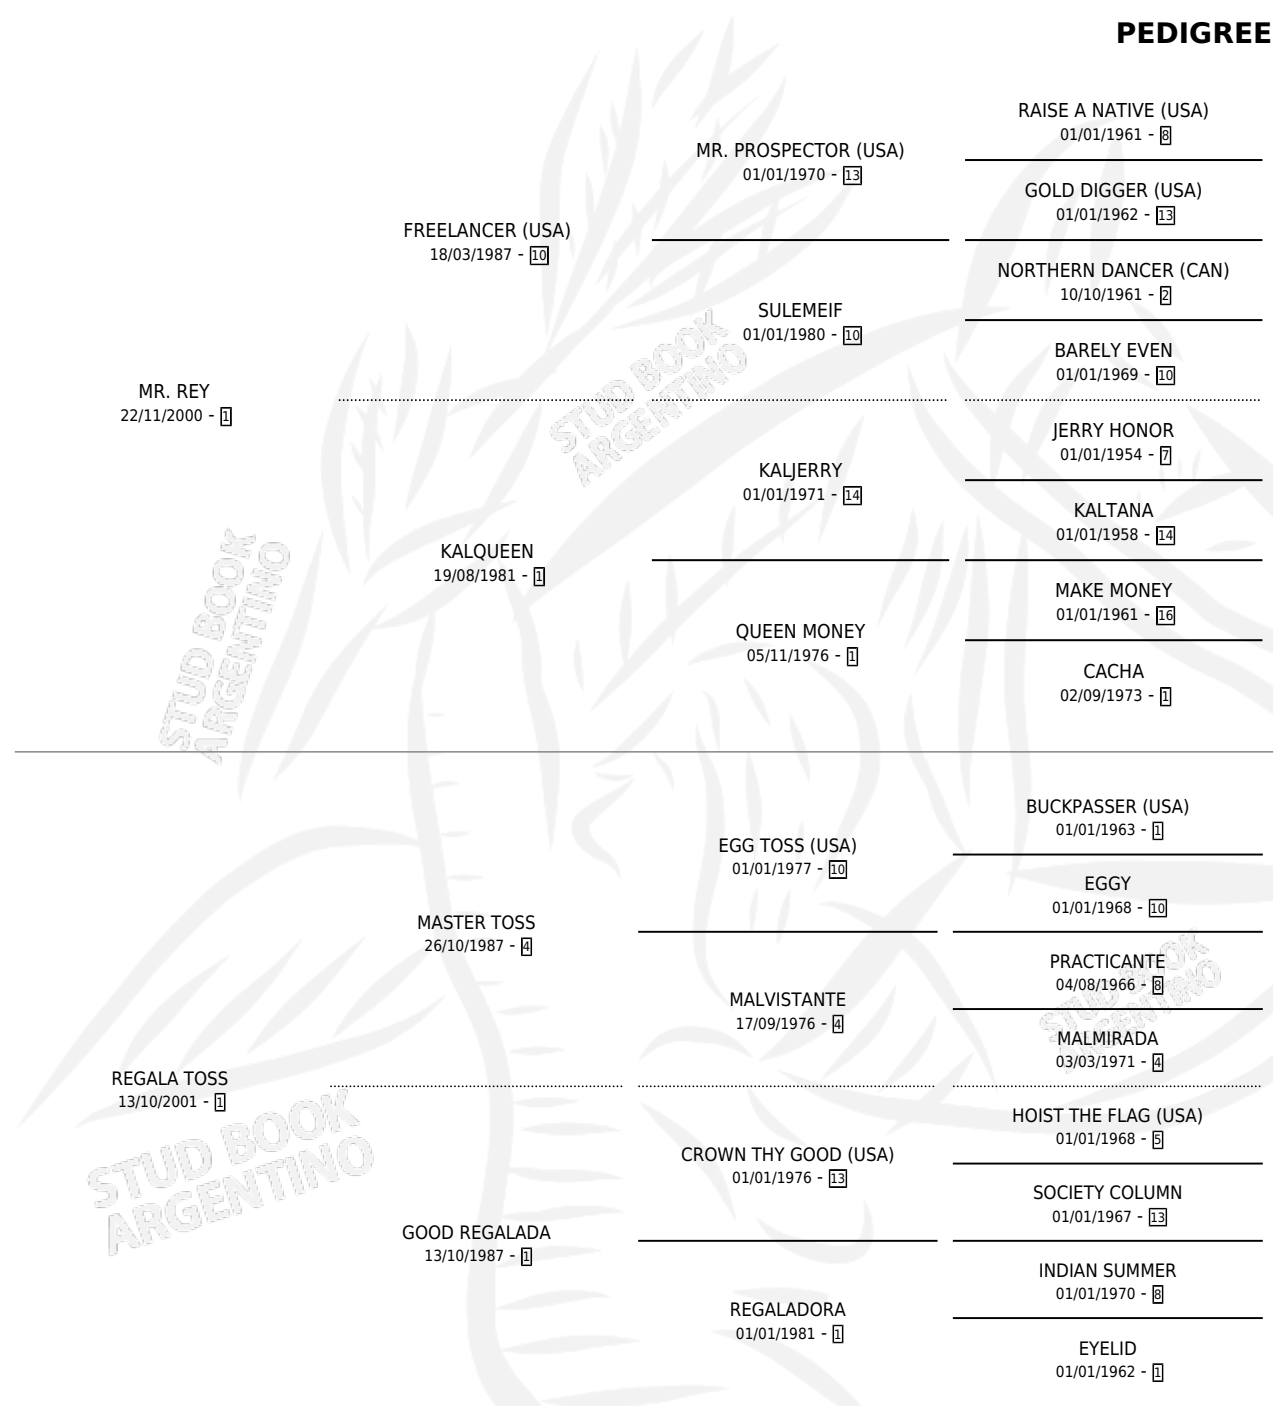 PEDIGREE
RAISE A NATIVE (USA)
01/01/1961 - 8
MR. PROSPECTOR (USA)
01/01/1970 - 13
GOLD DIGGER (USA)
01/01/1962 - 13
FREELANCER (USA)
18/03/1987 - 10
NORTHERN DANCER (CAN)
10/10/1961 - 2
SULEMEIF
01/01/1980 - 10
BARELY EVEN
01/01/1969 - 10
MR. REY
22/11/2000 - 1
JERRY HONOR
01/01/1954 - 7
KALJERRY
01/01/1971 - 14
KALTANA
01/01/1958 - 14
KALQUEEN
19/08/1981 - 1
MAKE MONEY
01/01/1961 - 16
QUEEN MONEY
05/11/1976 - 1
CACHA
02/09/1973 - 1
BUCKPASSER (USA)
01/01/1963 - 1
EGG TOSS (USA)
01/01/1977 - 10
EGGY
01/01/1968 - 10
MASTER TOSS
26/10/1987 - 4
PRACTICANTE
04/08/1966 - 8
MALVISTANTE
17/09/1976 - 4
MALMIRADA
03/03/1971 - 4
REGALA TOSS
13/10/2001 - 1
HOIST THE FLAG (USA)
01/01/1968 - 5
CROWN THY GOOD (USA)
01/01/1976 - 13
SOCIETY COLUMN
01/01/1967 - 13
GOOD REGALADA
13/10/1987 - 1
INDIAN SUMMER
01/01/1970 - 8
REGALADORA
01/01/1981 - 1
EYELID
01/01/1962 - 1
STUD BOOK
ARGENTINO
STUD BOOK
ARGENTINO
STUD BOOK
ARGENTINO
STUD BOOK
ARGENTINO